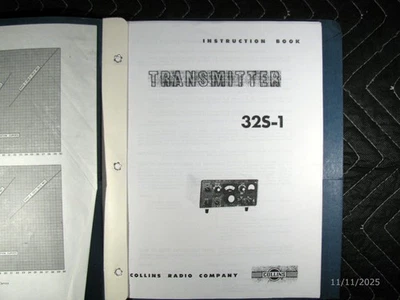 INSTRUCTION BOOK
TRANSMITTER
32S-1
COLLINS RADIO COMPANY
COLLINS
11/11/2025